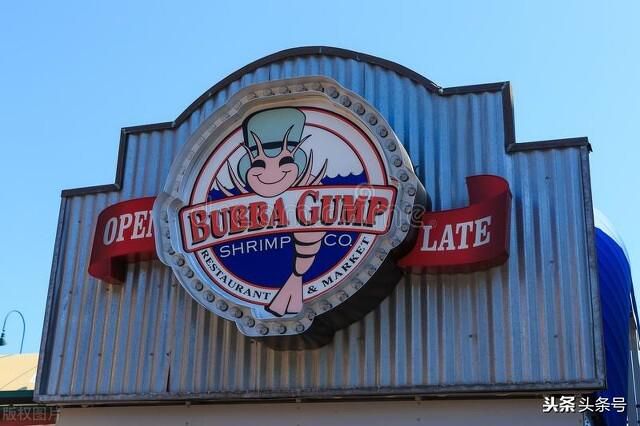 OPEN
BUBBA GUMP
SHRIMP CO.
RESTAURANT & MARKET
LATE
版权图片
头条 头条号